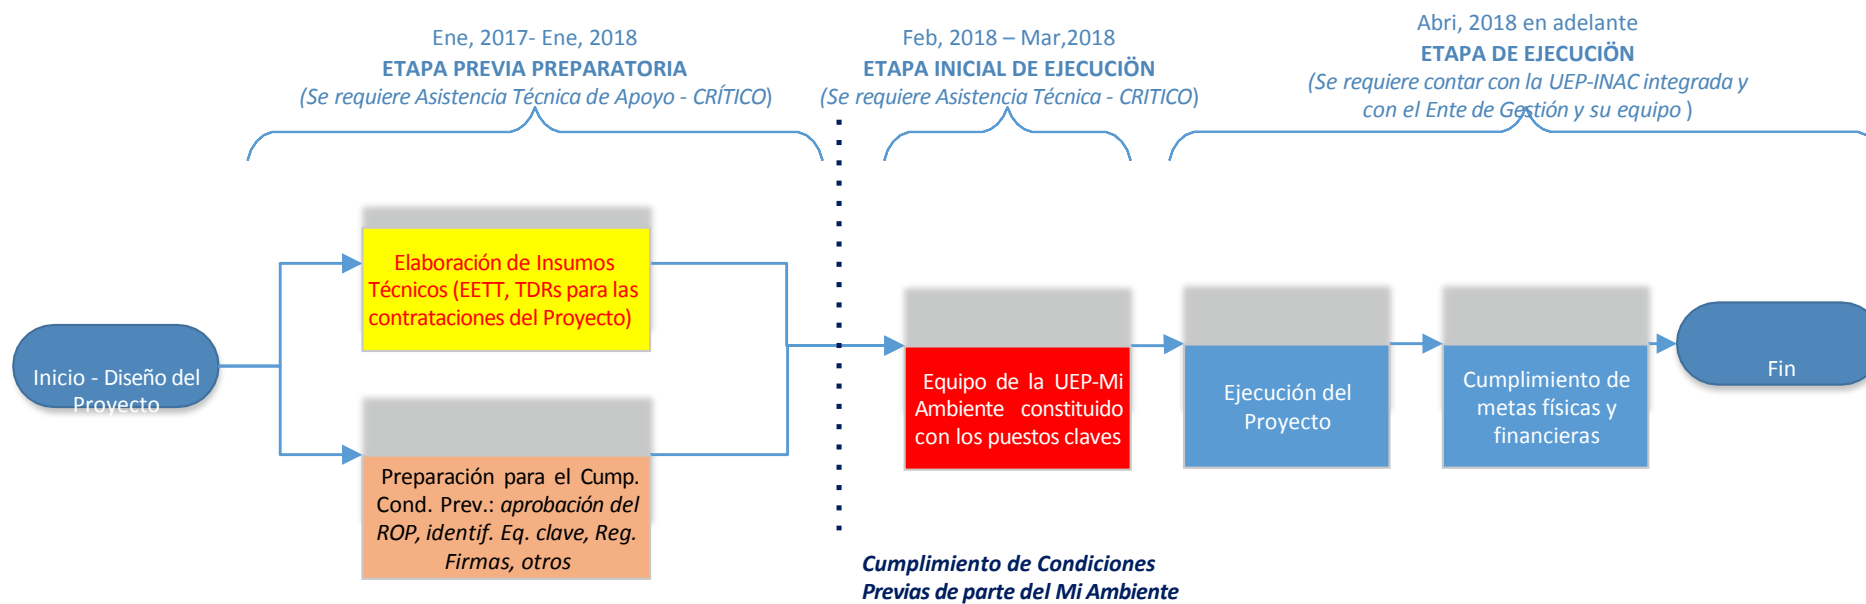 Ene, 2017- Ene, 2018
ETAPA PREVIA PREPARATORIA
(Se requiere Asistencia Técnica de Apoyo - CRÍTICO)
Feb, 2018 – Mar,2018
ETAPA INICIAL DE EJECUCIÖN
(Se requiere Asistencia Técnica - CRITICO)
Abri, 2018 en adelante
ETAPA DE EJECUCIÖN
(Se requiere contar con la UEP-INAC integrada y
con el Ente de Gestión y su equipo )
Inicio - Diseño del
Proyecto
Elaboración de Insumos
Técnicos (EETT, TDRs para las
contrataciones del Proyecto)
Preparación para el Cump.
Cond. Prev.: aprobación del
ROP, identif. Eq. clave, Reg.
Firmas, otros
Equipo de la UEP-Mi
Ambiente constituido
con los puestos claves
Ejecución del
Proyecto
Cumplimiento de
metas físicas y
financieras
Fin
Cumplimiento de Condiciones
Previas de parte del Mi Ambiente